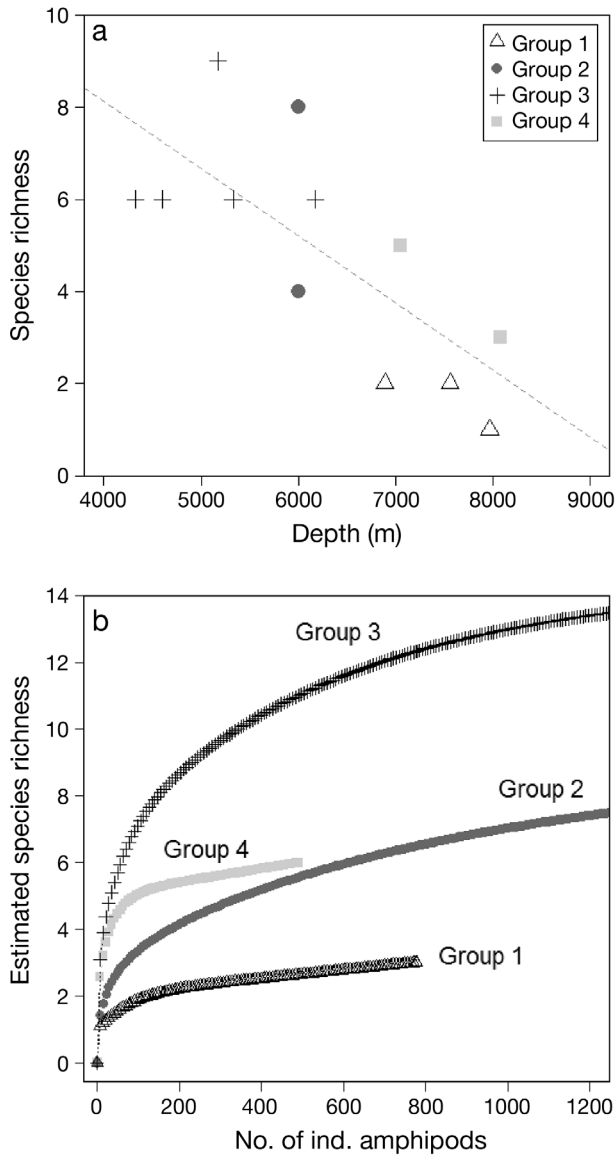 a
Group 1
Group 2
Group 3
Group 4
10
8
6
4
2
0
Species richness
4000 5000 6000 7000 8000 9000
Depth (m)
b
14
12
10
8
6
4
2
0
Estimated species richness
Group 3
Group 2
Group 4
Group 1
0 200 400 600 800 1000 1200
No. of ind. amphipods